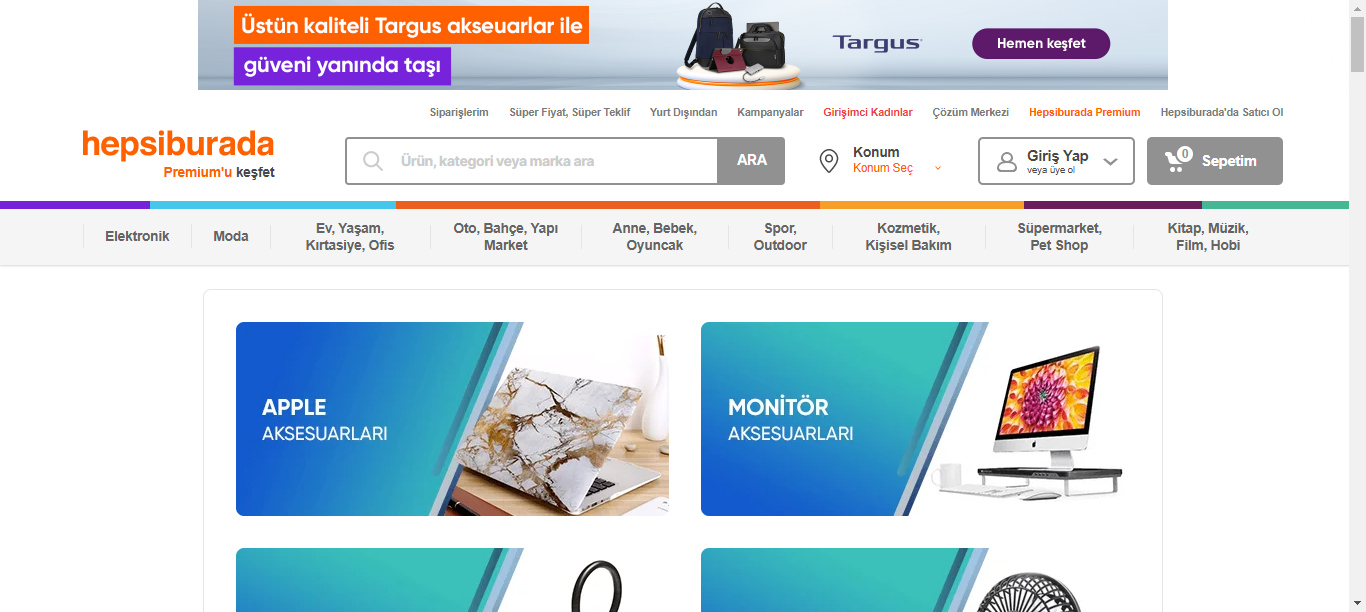 Üstün kaliteli Targus akseuarlar ile
güveni yanında taşı
Targus
Hemen keşfet
Siparişlerim
Süper Fiyat, Süper Teklif
Yurt Dışından
Kampanyalar
Girişimci Kadınlar
Çözüm Merkezi
Hepsiburada Premium
Hepsiburada'da Satıcı Ol
hepsiburada
Premium'u keşfet
Ürün, kategori veya marka ara
ARA
Konum
Konum Seç
Giriş Yap
veya üye ol
0
Sepetim
Elektronik
Moda
Ev, Yaşam,
Kırtasiye, Ofis
Oto, Bahçe, Yapı
Market
Anne, Bebek,
Oyuncak
Spor,
Outdoor
Kozmetik,
Kişisel Bakım
Süpermarket,
Pet Shop
Kitap, Müzik,
Film, Hobi
APPLE
AKSESUARLARI
MONİTÖR
AKSESUARLARI